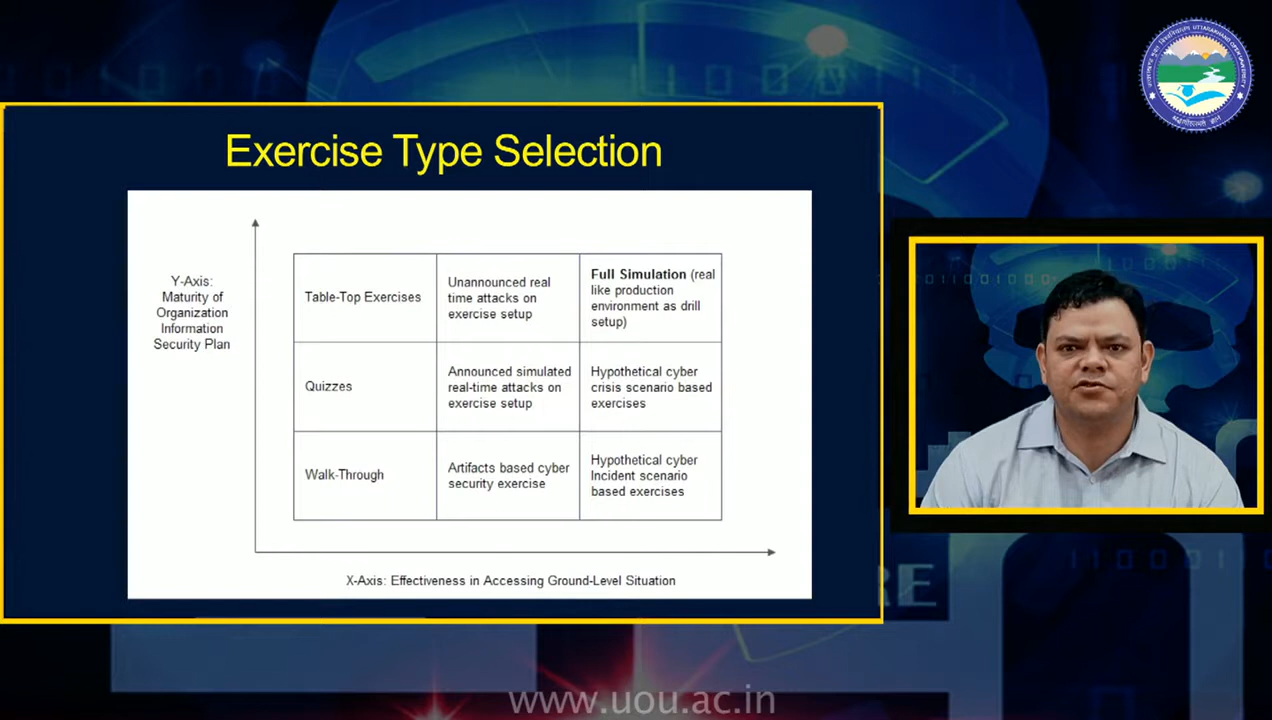 Exercise Type Selection
Y-Axis:
Maturity of
Organization
Information
Security Plan
Table-Top Exercises
Unannounced real
time attacks on
exercise setup
Full Simulation (real
like production
environment as drill
setup)
Quizzes
Announced simulated
real-time attacks on
exercise setup
Hypothetical cyber
crisis scenario based
exercises
Walk-Through
Artifacts based cyber
security exercise
Hypothetical cyber
Incident scenario
based exercises
X-Axis: Effectiveness in Accessing Ground-Level Situation
UTTARAKHAND OPEN UNIVERSITY
www.uou.ac.in